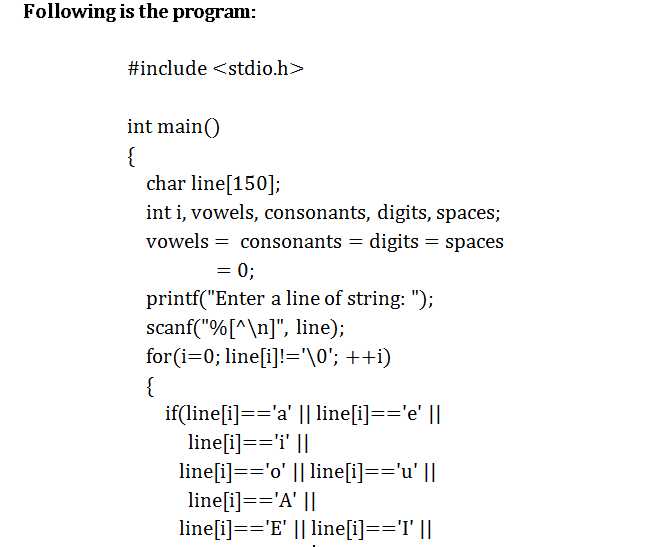 Following is the program:
#include <stdio.h>
int main()
{
char line[150];
int i, vowels, consonants, digits, spaces;
vowels = consonants = digits = spaces
= 0;
printf("Enter a line of string: ");
scanf("%[^\n]", line);
for(i=0; line[i]!='\0'; ++i)
{
if(line[i]=='a' || line[i]=='e' ||
line[i]=='i' ||
line[i]=='o' || line[i]=='u' ||
line[i]=='A' ||
line[i]=='E' || line[i]=='I' ||